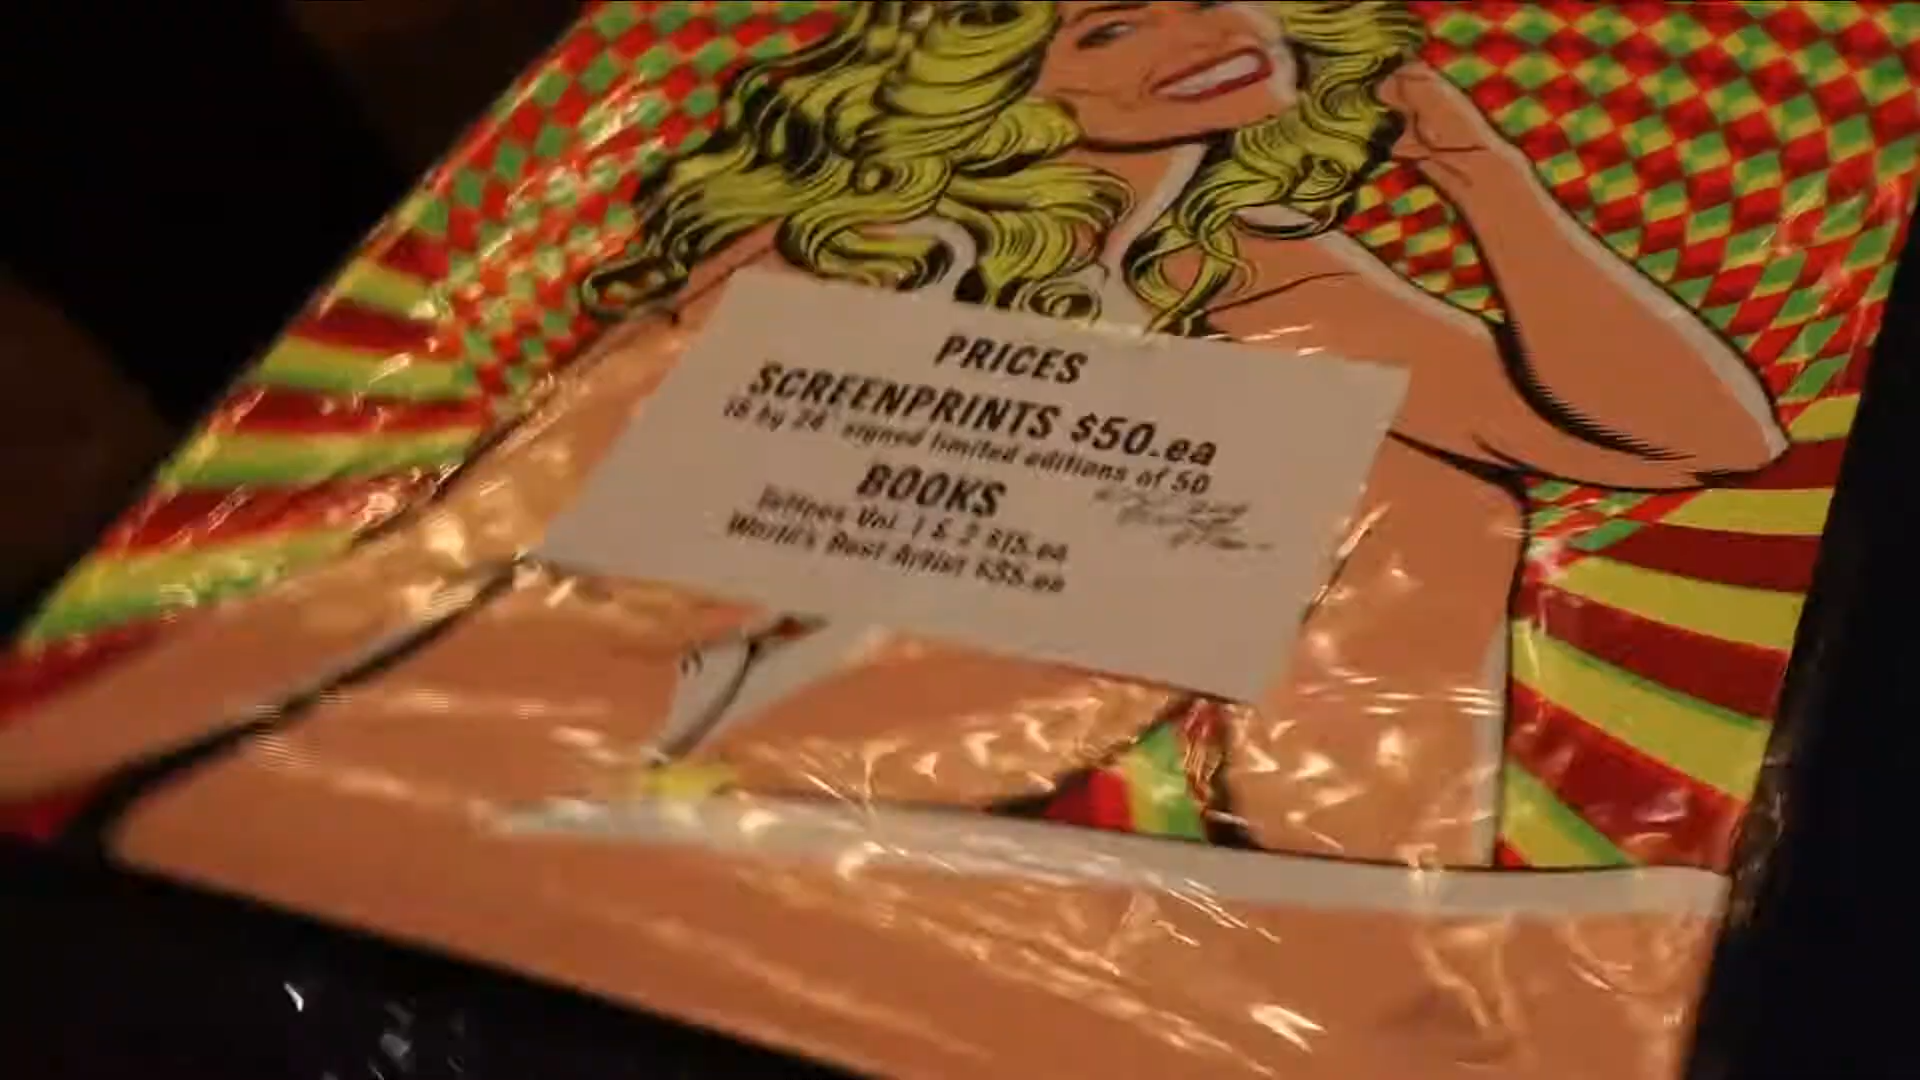 PRICES
SCREENPRINTS $50.ea
18 by 24" signed limited editions of 50
BOOKS
Vol. 1 & 2 $15.ea
World's Best Artist $35.ea